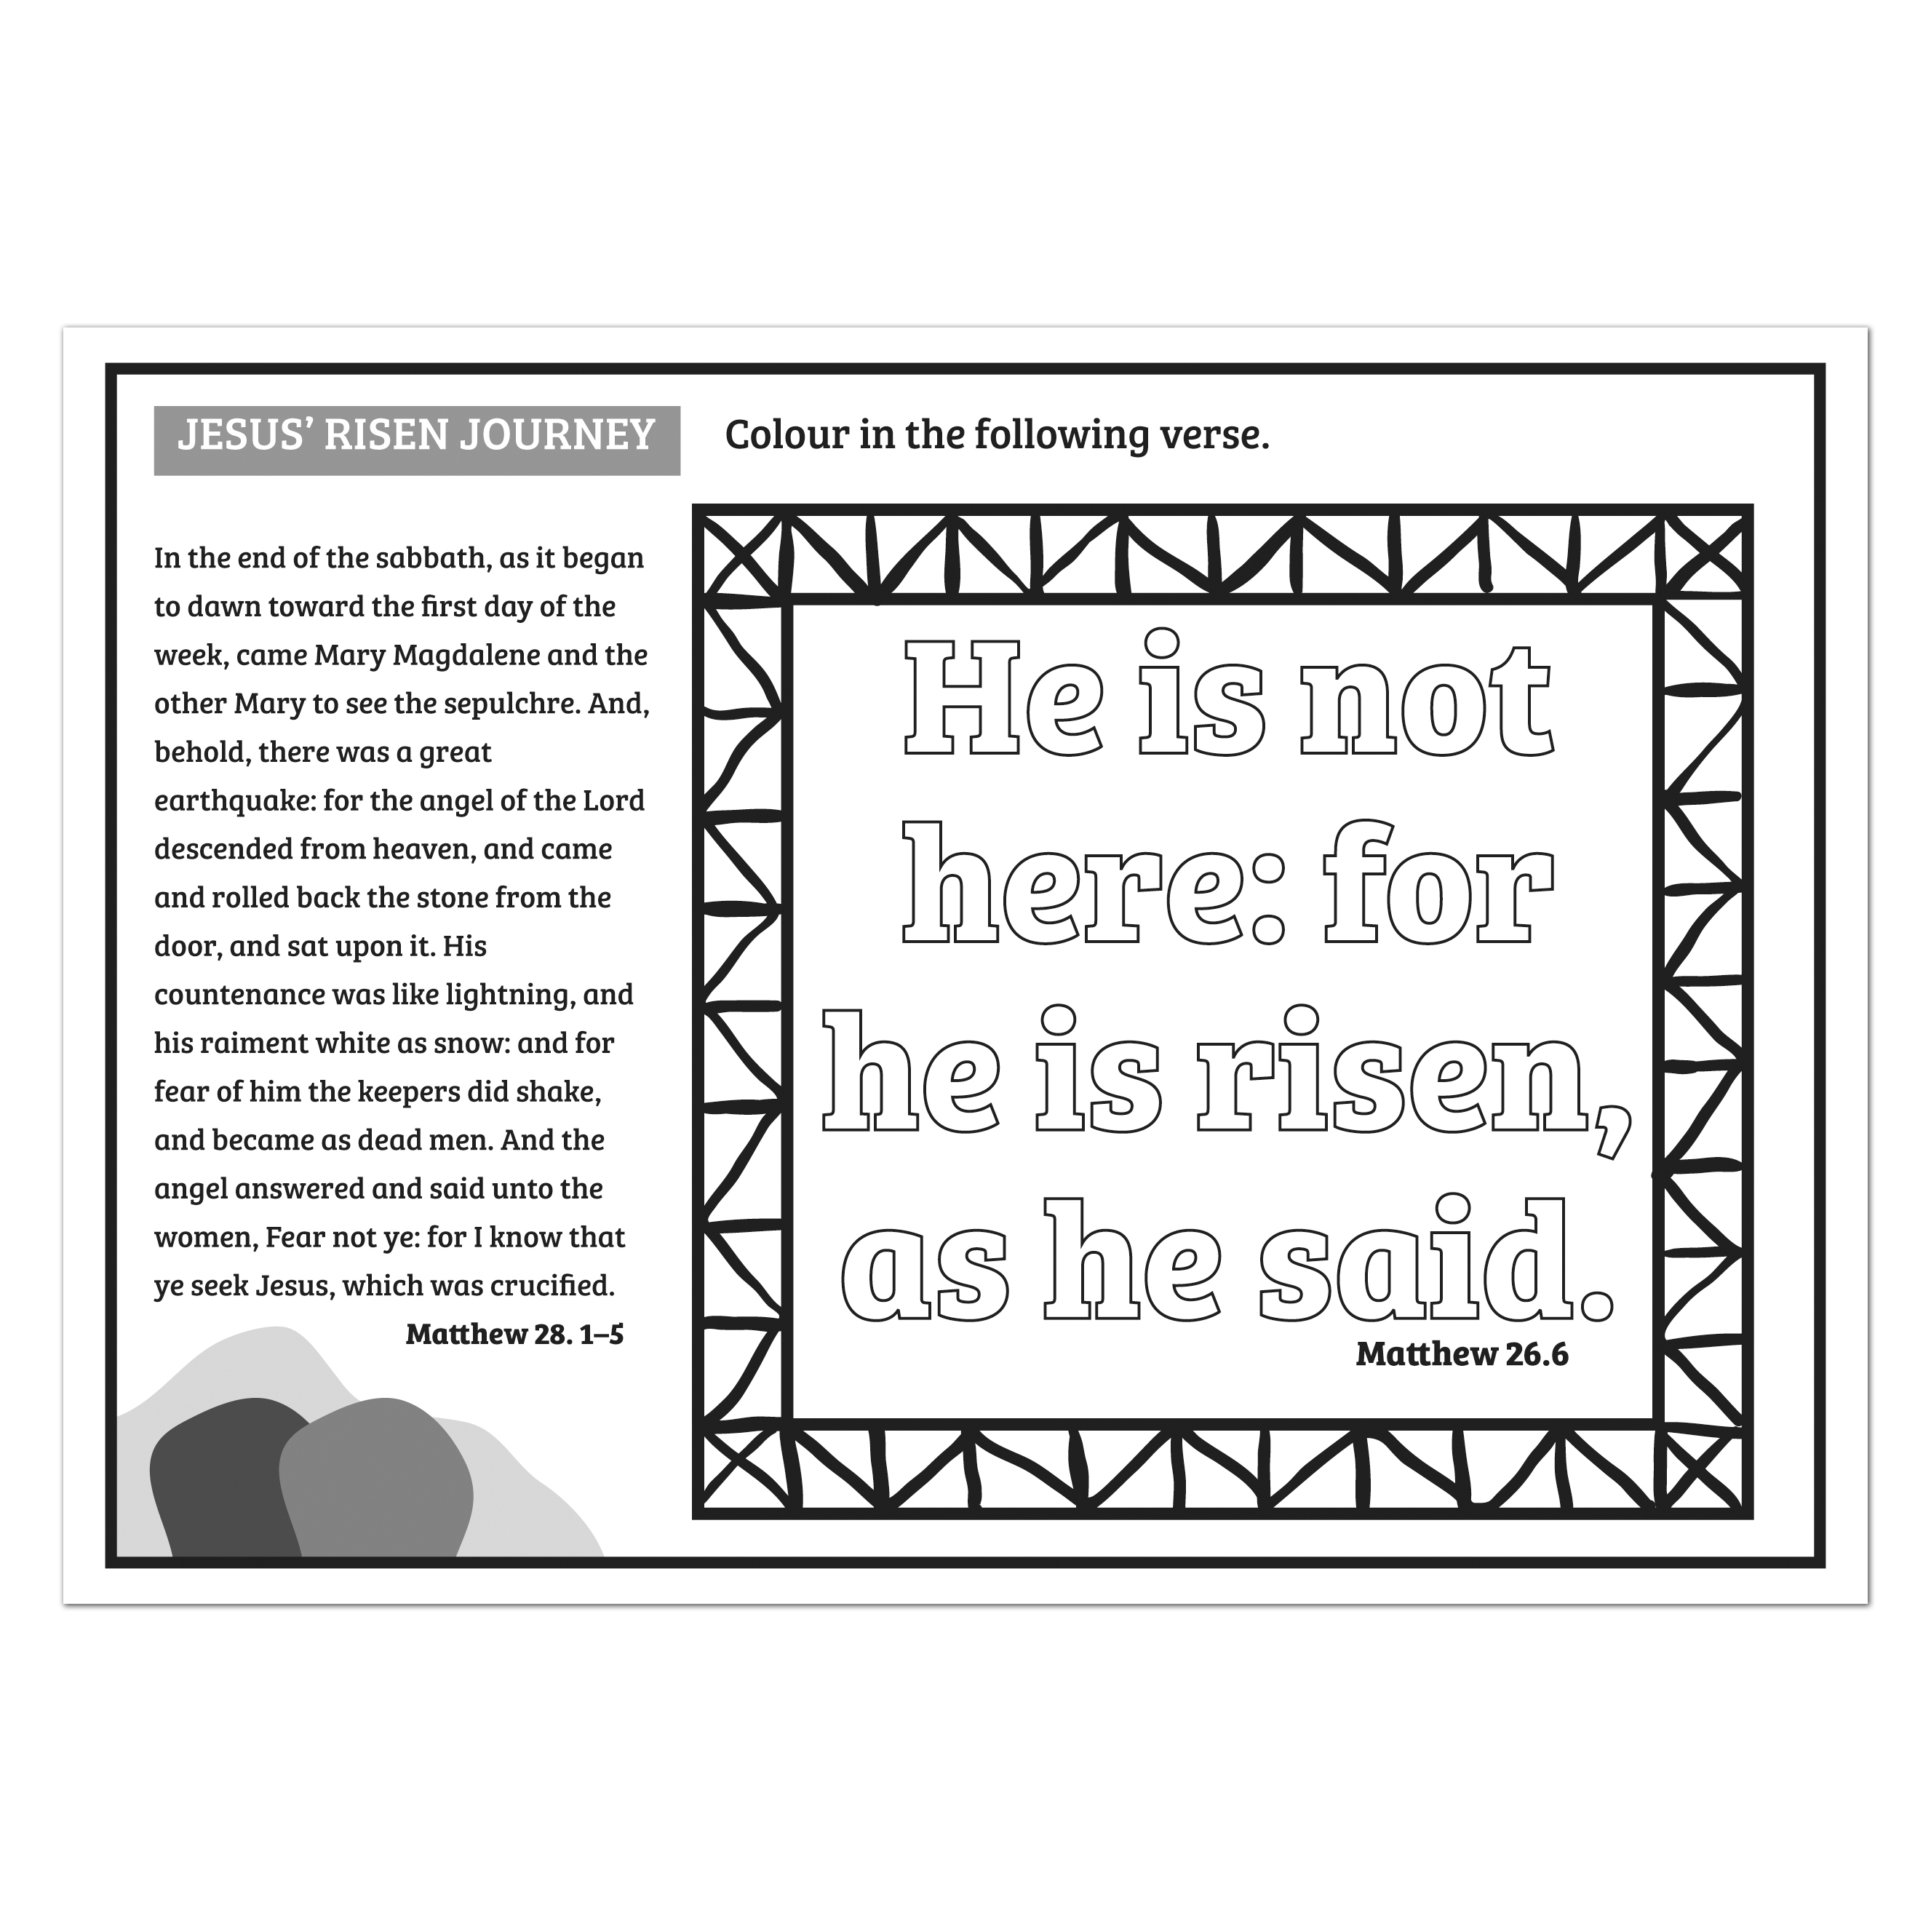 JESUS’ RISEN JOURNEY
In the end of the sabbath, as it began
to dawn toward the first day of the
week, came Mary Magdalene and the
other Mary to see the sepulchre. And,
behold, there was a great
earthquake: for the angel of the Lord
descended from heaven, and came
and rolled back the stone from the
door, and sat upon it. His
countenance was like lightning, and
his raiment white as snow: and for
fear of him the keepers did shake,
and became as dead men. And the
angel answered and said unto the
women, Fear not ye: for I know that
ye seek Jesus, which was crucified.
Matthew 28. 1–5
Colour in the following verse.
He is not
here: for
he is risen,
as he said.
Matthew 26.6